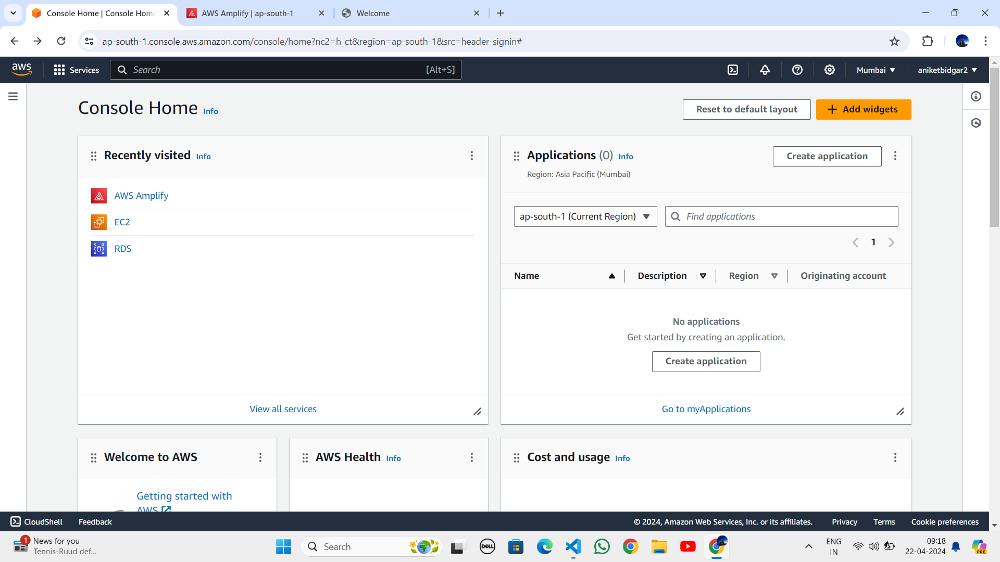 Console Home | Console Home
AWS Amplify | ap-south-1
Welcome
ap-south-1.console.aws.amazon.com/console/home?nc2=h_ct&region=ap-south-1&src=header-signin#
aws
Services
Search
[Alt+S]
Mumbai
aniketbidgar2
Console Home Info
Reset to default layout
Add widgets
Recently visited Info
AWS Amplify
EC2
RDS
View all services
Applications (0) Info
Region: Asia Pacific (Mumbai)
Create application
ap-south-1 (Current Region)
Find applications
1
Name
Description
Region
Originating account
No applications
Get started by creating an application.
Create application
Go to myApplications
Welcome to AWS
Getting started with
AWS
AWS Health Info
Cost and usage Info
CloudShell
Feedback
© 2024, Amazon Web Services, Inc. or its affiliates.
Privacy
Terms
Cookie preferences
1
News for you
Tennis-Ruud def...
Search
DELL
ENG
IN
09:18
22-04-2024
PRE